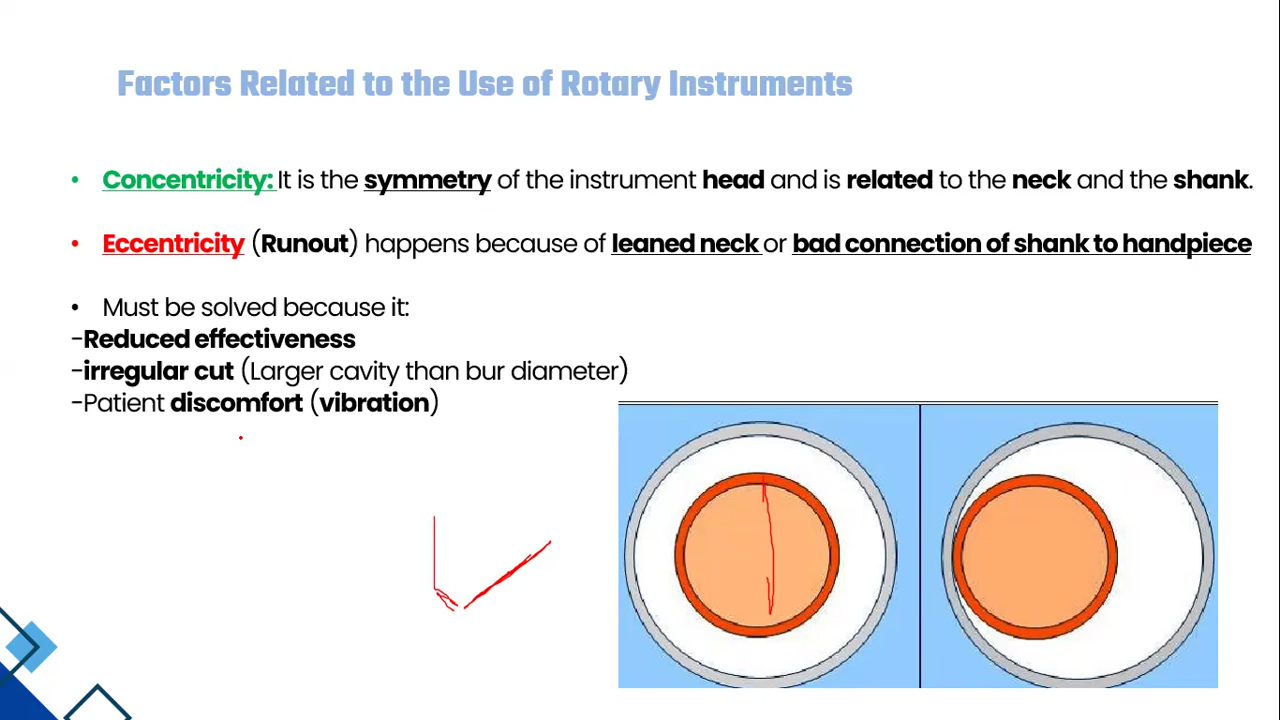 Factors Related to the Use of Rotary Instruments
• Concentricity: It is the symmetry of the instrument head and is related to the neck and the shank.
• Eccentricity (Runout) happens because of leaned neck or bad connection of shank to handpiece
• Must be solved because it:
-Reduced effectiveness
-irregular cut (Larger cavity than bur diameter)
-Patient discomfort (vibration)